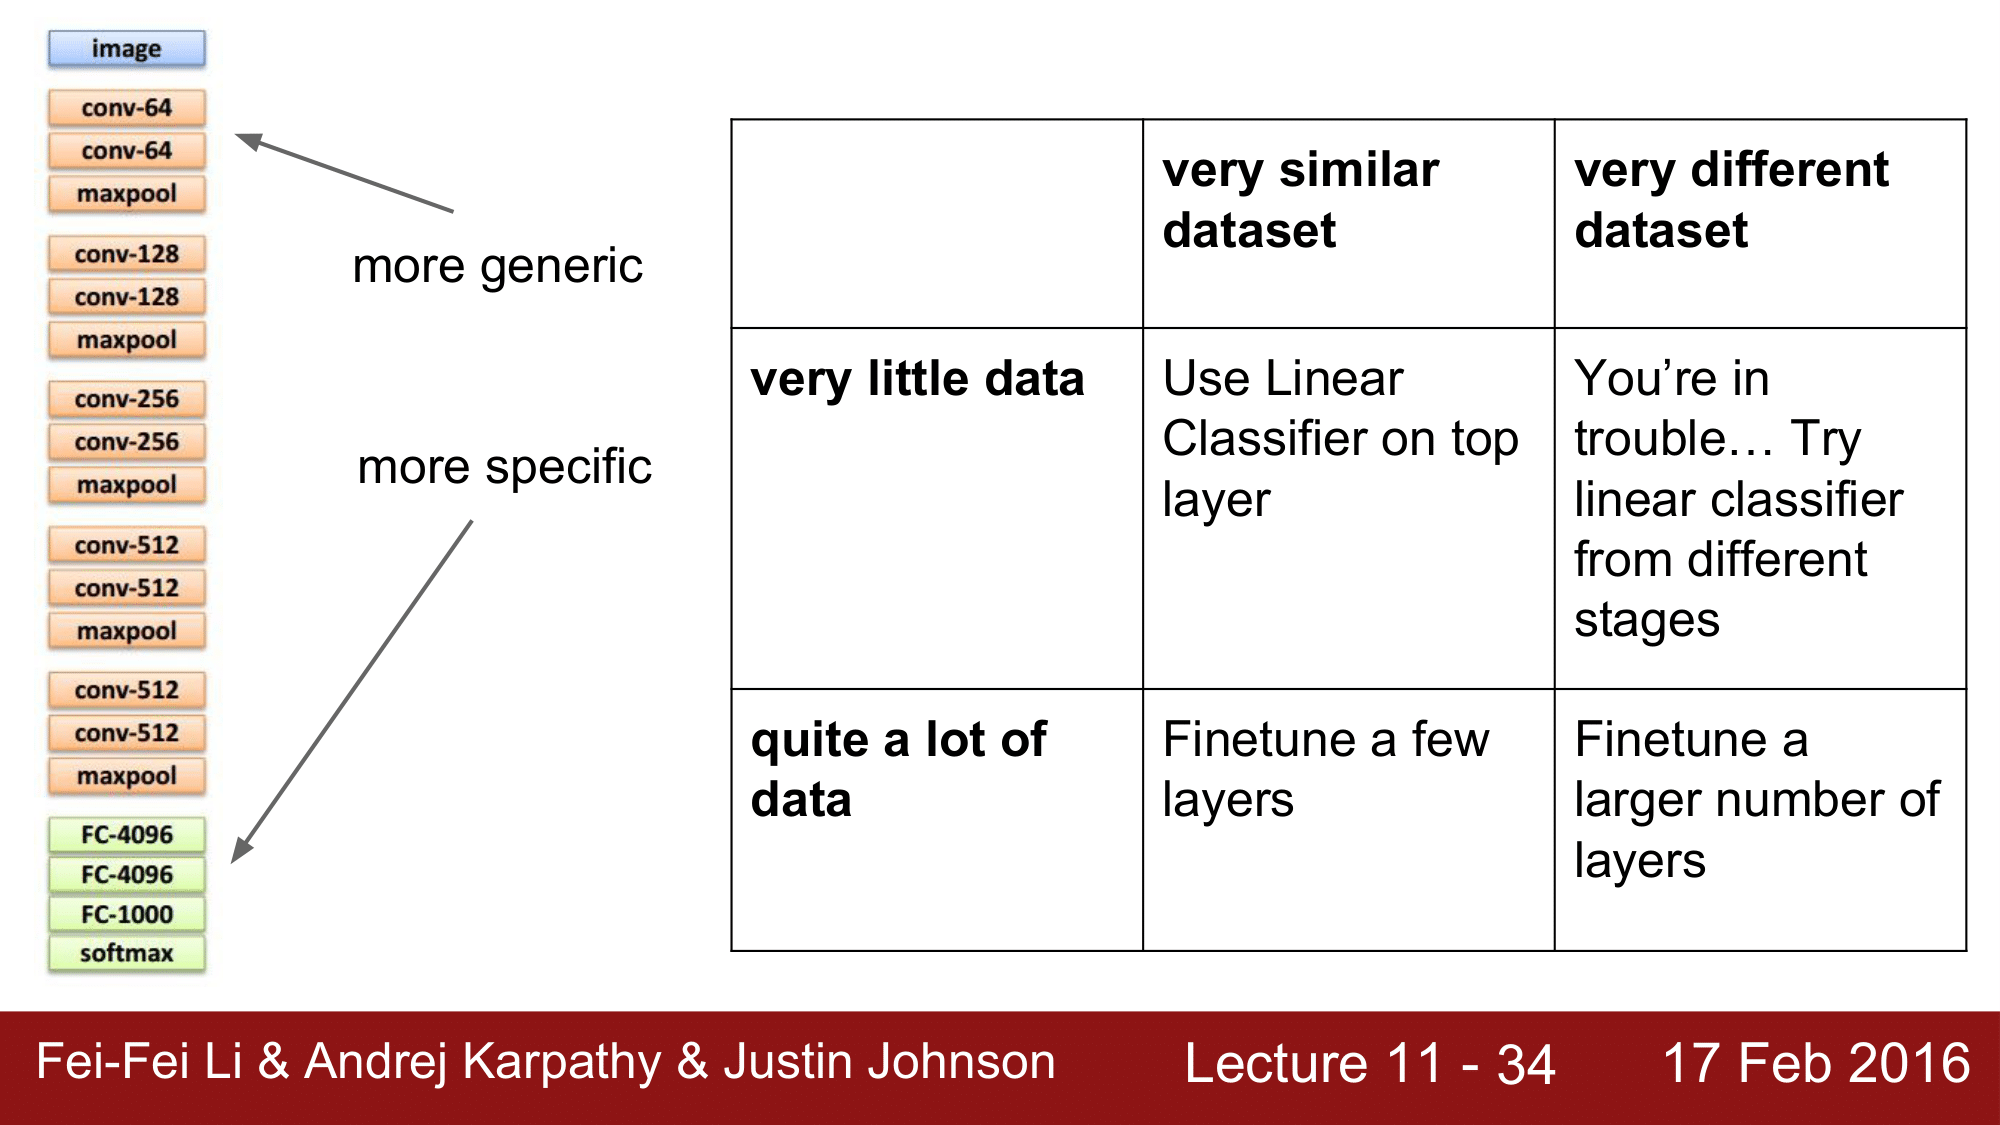 image
conv-64
conv-64
maxpool
conv-128
conv-128
maxpool
conv-256
conv-256
maxpool
conv-512
conv-512
maxpool
conv-512
conv-512
maxpool
FC-4096
FC-4096
FC-1000
softmax
more generic
more specific
very similar
dataset
very different
dataset
very little data
Use Linear
Classifier on top
layer
You’re in
trouble… Try
linear classifier
from different
stages
quite a lot of
data
Finetune a few
layers
Finetune a
larger number of
layers
Fei-Fei Li & Andrej Karpathy & Justin Johnson
Lecture 11 - 34
17 Feb 2016